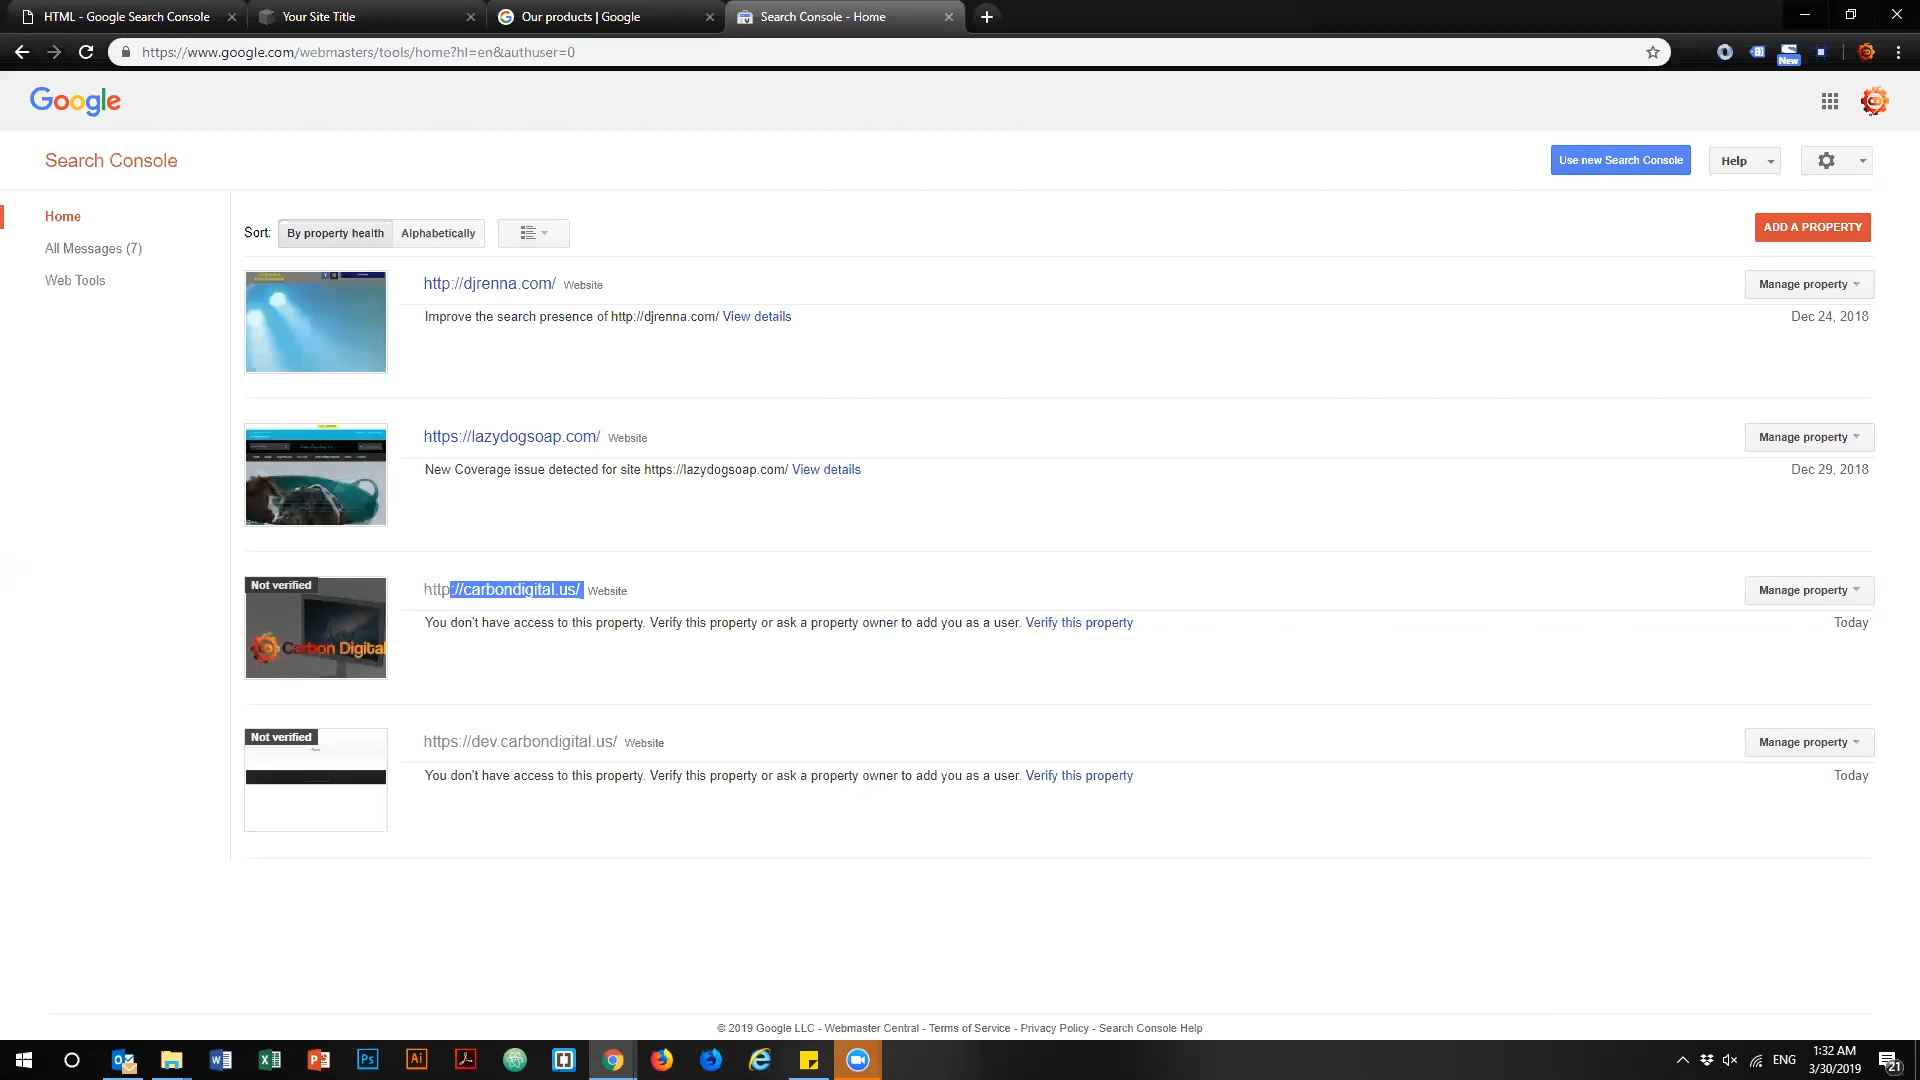 HTML - Google Search Console
Your Site Title
Our products | Google
Search Console - Home
https://www.google.com/webmasters/tools/home?hl=en&authuser=0
New
Google
Search Console
Use new Search Console
Help
Home
All Messages (7)
Web Tools
Sort:
By property health
Alphabetically
ADD A PROPERTY
http://djrenna.com/ Website
Manage property
Improve the search presence of http://djrenna.com/ View details
Dec 24, 2018
https://lazydogsoap.com/ Website
Manage property
New Coverage issue detected for site https://lazydogsoap.com/ View details
Dec 29, 2018
Not verified
Carbon Digital
http://carbondigital.us/ Website
Manage property
You don't have access to this property. Verify this property or ask a property owner to add you as a user. Verify this property
Today
Not verified
https://dev.carbondigital.us/ Website
Manage property
You don't have access to this property. Verify this property or ask a property owner to add you as a user. Verify this property
Today
© 2019 Google LLC - Webmaster Central - Terms of Service - Privacy Policy - Search Console Help
Ps
Ai
ENG
1:32 AM
3/30/2019
21